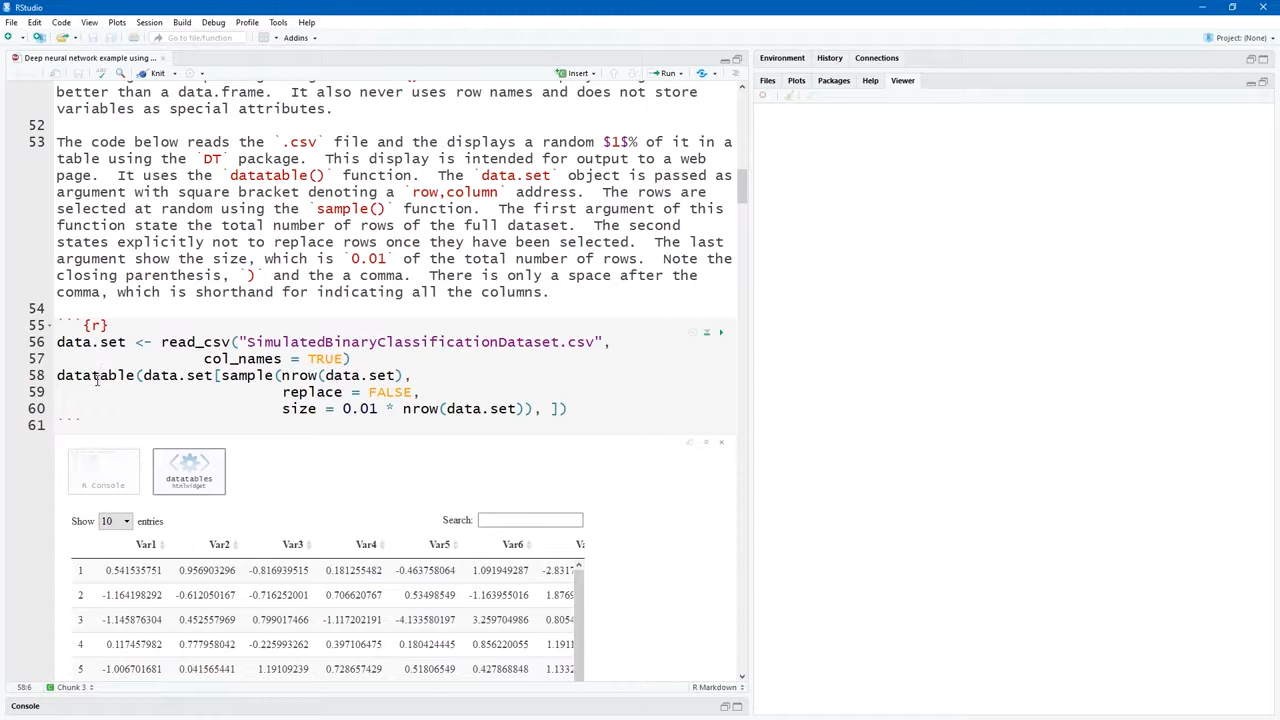 RStudio
File Edit Code View Plots Session Build Debug Profile Tools Help
Go to file/function Addins Project: (None)
Deep neural network example using ...
Knit Insert Run
better than a data.frame. It also never uses row names and does not store
variables as special attributes.
52
53 The code below reads the `.csv` file and the displays a random $1$% of it in a
table using the `DT` package. This display is intended for output to a web
page. It uses the `datatable()` function. The `data.set` object is passed as
argument with square bracket denoting a `row,column` address. The rows are
selected at random using the `sample()` function. The first argument of this
function state the total number of rows of the full dataset. The second
states explicitly not to replace rows once they have been selected. The last
argument show the size, which is `0.01` of the total number of rows. Note the
closing parenthesis, `)` and the a comma. There is only a space after the
comma, which is shorthand for indicating all the columns.
54
55 ```{r}
56 data.set <- read_csv("SimulatedBinaryClassificationDataset.csv",
57 col_names = TRUE)
58 datatable(data.set[sample(nrow(data.set),
59 replace = FALSE,
60 size = 0.01 * nrow(data.set)), ])
61 ```
R Console
datatables
htmlwidget
Show 10 entries Search:
Var1 Var2 Var3 Var4 Var5 Var6
1 0.541535751 0.956903296 -0.816939515 0.181255482 -0.463758064 1.091949287 -2.8317
2 -1.164198292 -0.612050167 -0.716252001 0.706620767 0.53498549 -1.163955016 1.8769
3 -1.145876304 0.452557969 0.799017466 -1.117202191 -4.133580197 3.259704986 0.8054
4 0.117457982 0.777958042 -0.225993262 0.397106475 0.180424445 0.856220055 1.1911
5 -1.006701681 0.041565441 1.19109239 0.728657429 0.51806549 0.427868848 1.1332
58:6 Chunk 3 R Markdown
Console
Environment History Connections
Files Plots Packages Help Viewer